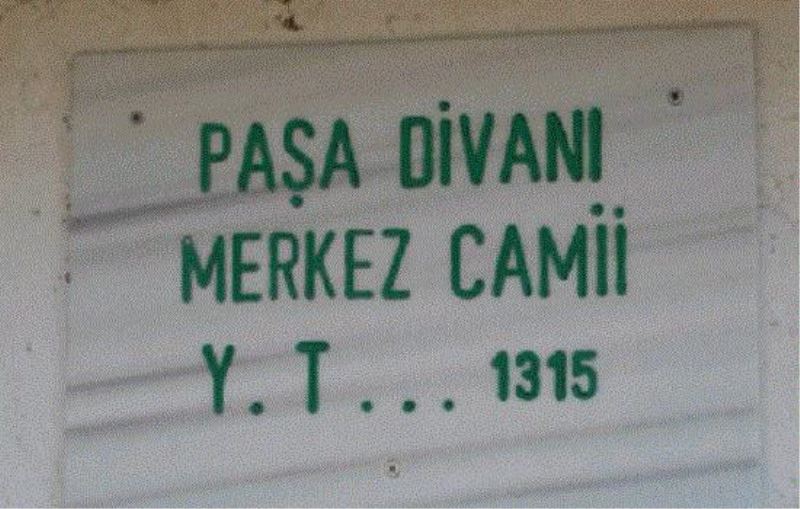 PAŞA DİVANI
MERKEZ CAMİİ
Y. T... 1315